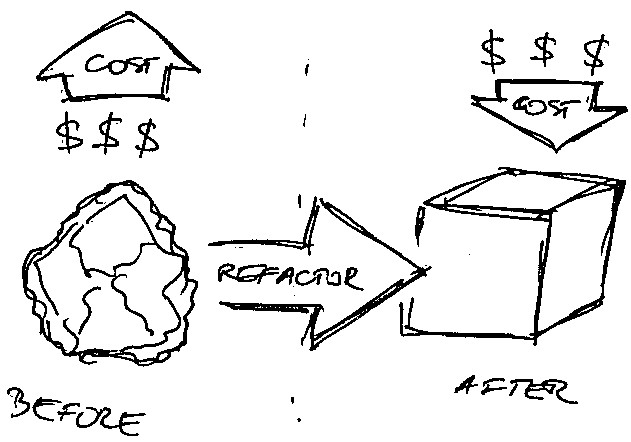 COST
$ $ $
$ $ $
COST
REFACTOR
BEFORE
AFTER